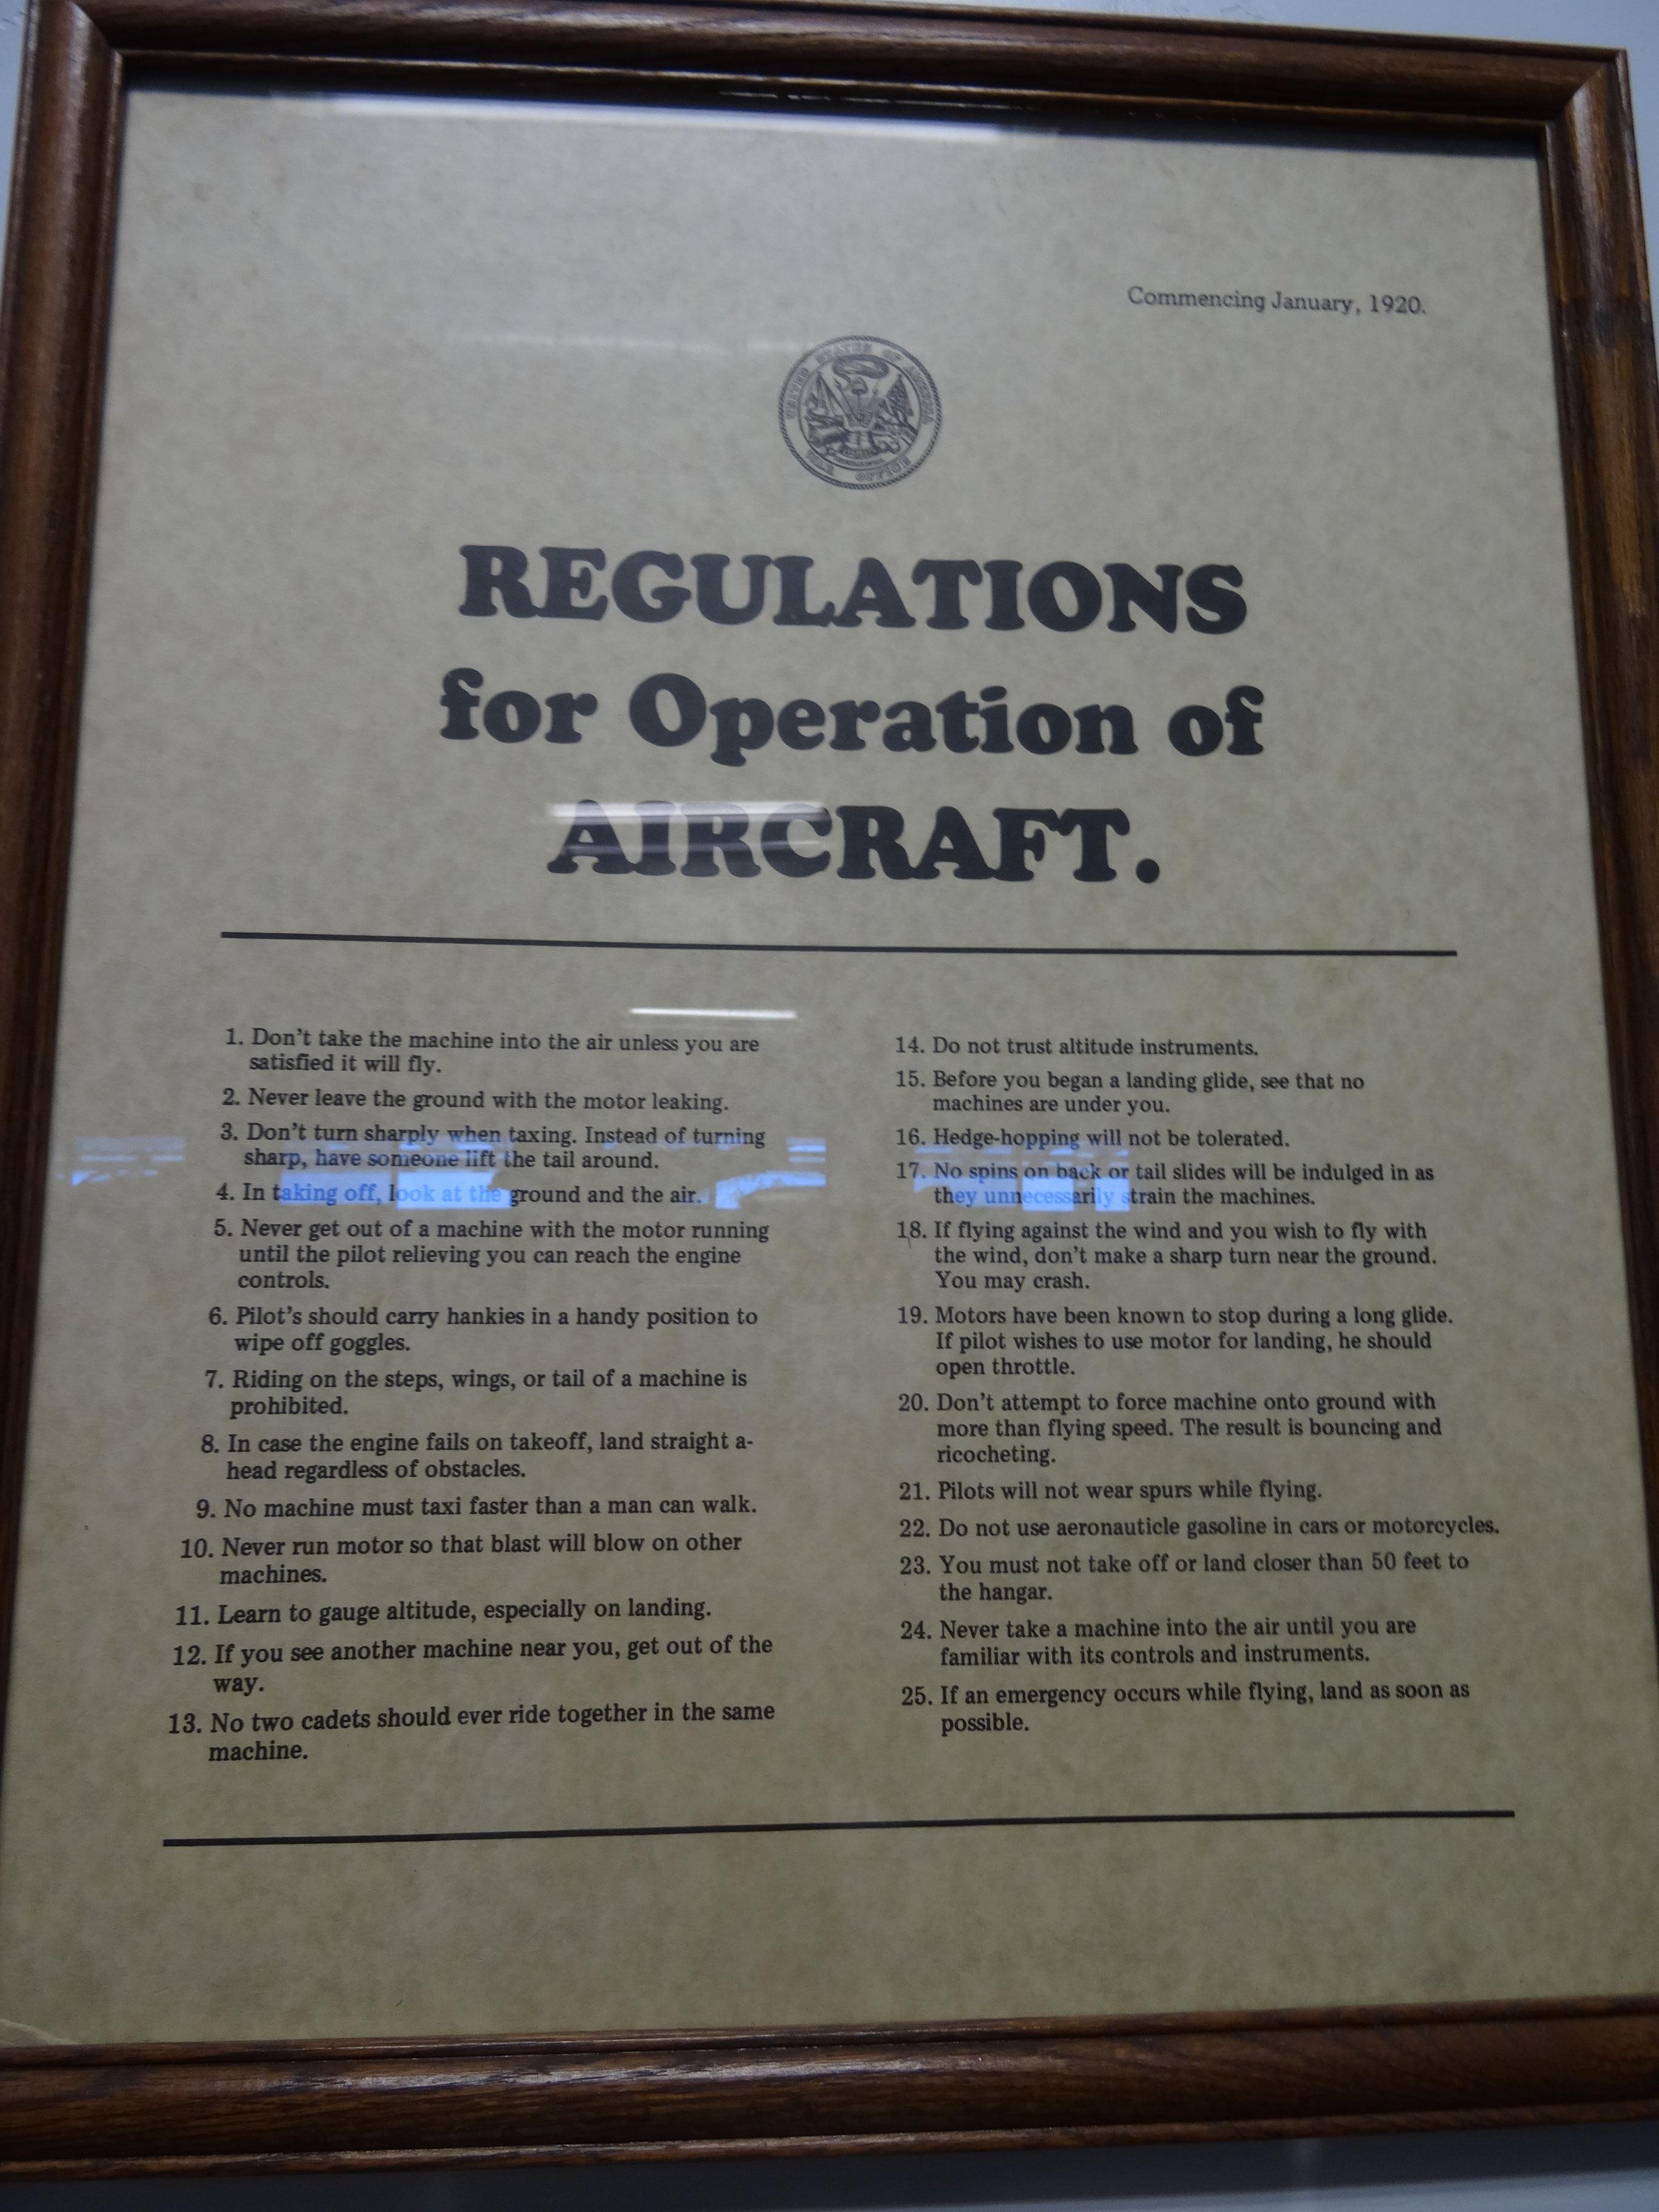 Commencing January, 1920.
UNITED STATES OF AMERICA
WAR OFFICE
REGULATIONS
for Operation of
AIRCRAFT.
1. Don't take the machine into the air unless you are
satisfied it will fly.
2. Never leave the ground with the motor leaking.
3. Don't turn sharply when taxing. Instead of turning
sharp, have someone lift the tail around.
4. In taking off, look at the ground and the air.
5. Never get out of a machine with the motor running
until the pilot relieving you can reach the engine
controls.
6. Pilot's should carry hankies in a handy position to
wipe off goggles.
7. Riding on the steps, wings, or tail of a machine is
prohibited.
8. In case the engine fails on takeoff, land straight a-
head regardless of obstacles.
9. No machine must taxi faster than a man can walk.
10. Never run motor so that blast will blow on other
machines.
11. Learn to gauge altitude, especially on landing.
12. If you see another machine near you, get out of the
way.
13. No two cadets should ever ride together in the same
machine.
14. Do not trust altitude instruments.
15. Before you began a landing glide, see that no
machines are under you.
16. Hedge-hopping will not be tolerated.
17. No spins on back or tail slides will be indulged in as
they unnecessarily strain the machines.
18. If flying against the wind and you wish to fly with
the wind, don't make a sharp turn near the ground.
You may crash.
19. Motors have been known to stop during a long glide.
If pilot wishes to use motor for landing, he should
open throttle.
20. Don't attempt to force machine onto ground with
more than flying speed. The result is bouncing and
ricocheting.
21. Pilots will not wear spurs while flying.
22. Do not use aeronauticle gasoline in cars or motorcycles.
23. You must not take off or land closer than 50 feet to
the hangar.
24. Never take a machine into the air until you are
familiar with its controls and instruments.
25. If an emergency occurs while flying, land as soon as
possible.